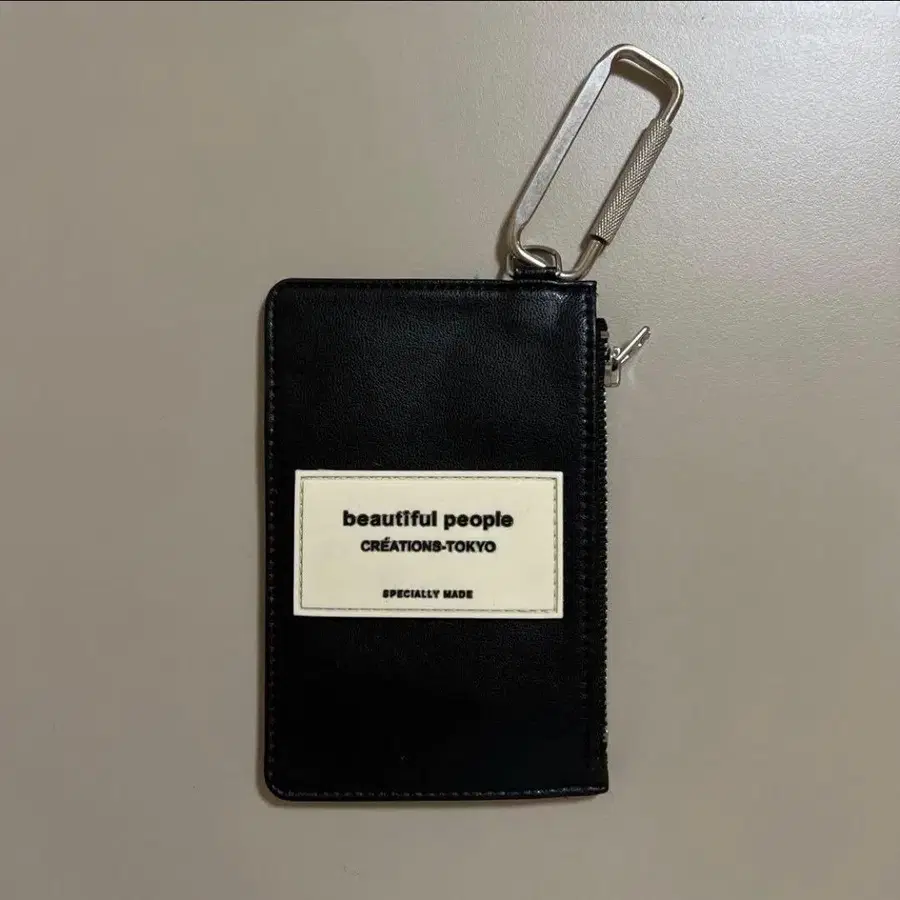 beautiful people
CRÉATIONS-TOKYO
SPECIALLY MADE